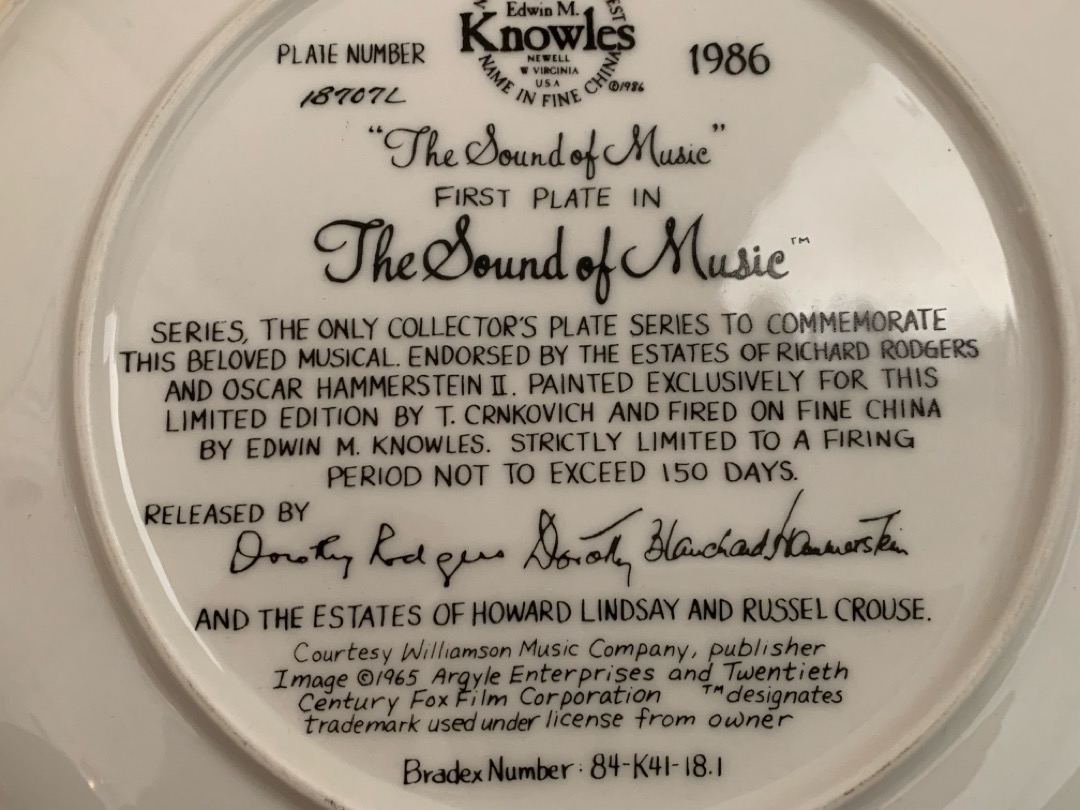 Edwin M.
Knowles
NEWELL
W VIRGINIA
USA
NAME IN FINE CHINA
©1986
PLATE NUMBER
18707L
1986
"The Sound of Music"
FIRST PLATE IN
The Sound of Music™
SERIES, THE ONLY COLLECTOR'S PLATE SERIES TO COMMEMORATE
THIS BELOVED MUSICAL. ENDORSED BY THE ESTATES OF RICHARD RODGERS
AND OSCAR HAMMERSTEIN II. PAINTED EXCLUSIVELY FOR THIS
LIMITED EDITION BY T. CRNKOVICH AND FIRED ON FINE CHINA
BY EDWIN M. KNOWLES. STRICTLY LIMITED TO A FIRING
PERIOD NOT TO EXCEED 150 DAYS.
RELEASED BY
Dorothy Rodgers Dorothy Blanchard Hammerstein
AND THE ESTATES OF HOWARD LINDSAY AND RUSSEL CROUSE.
Courtesy Williamson Music Company, publisher
Image ©1965 Argyle Enterprises and Twentieth
Century Fox Film Corporation ™ designates
trademark used under license from owner
Bradex Number: 84-K41-18.1